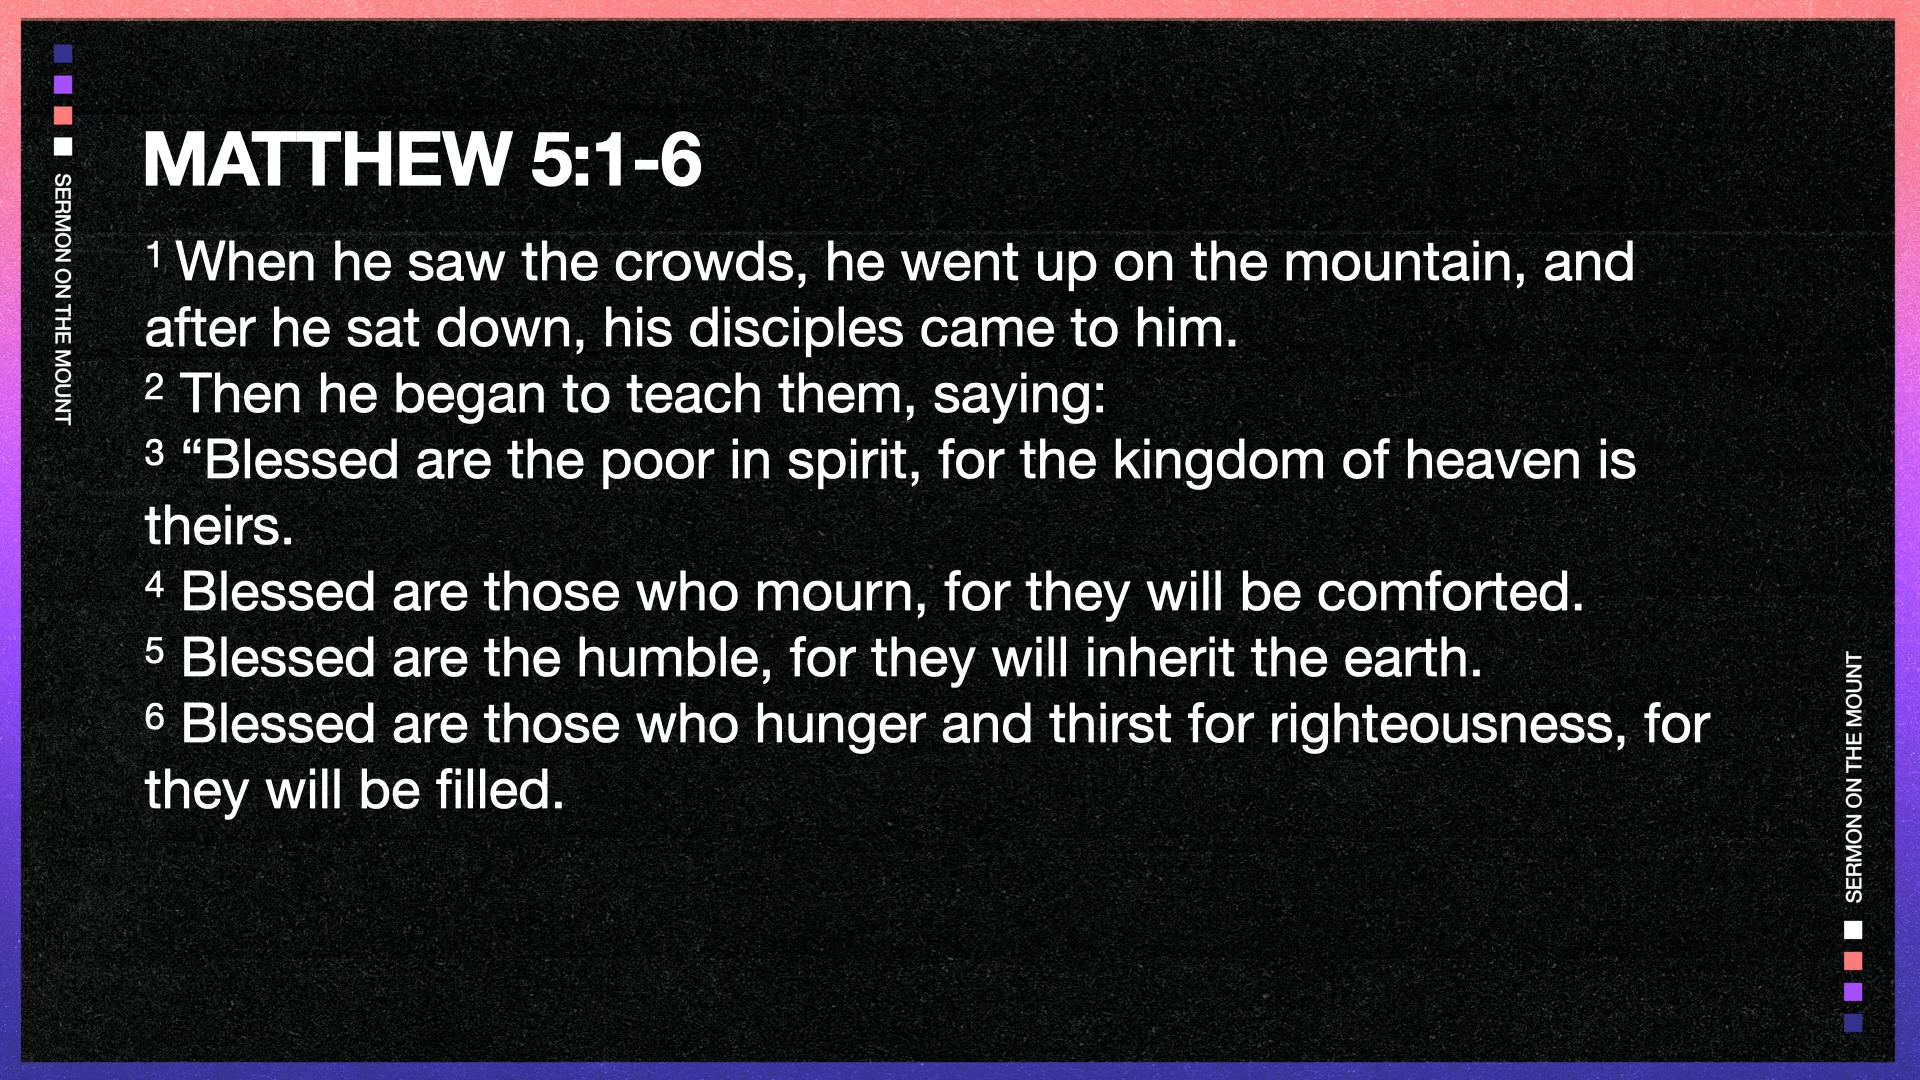 SERMON ON THE MOUNT
MATTHEW 5:1-6
1 When he saw the crowds, he went up on the mountain, and
after he sat down, his disciples came to him.
2 Then he began to teach them, saying:
3 “Blessed are the poor in spirit, for the kingdom of heaven is
theirs.
4 Blessed are those who mourn, for they will be comforted.
5 Blessed are the humble, for they will inherit the earth.
6 Blessed are those who hunger and thirst for righteousness, for
they will be filled.
SERMON ON THE MOUNT